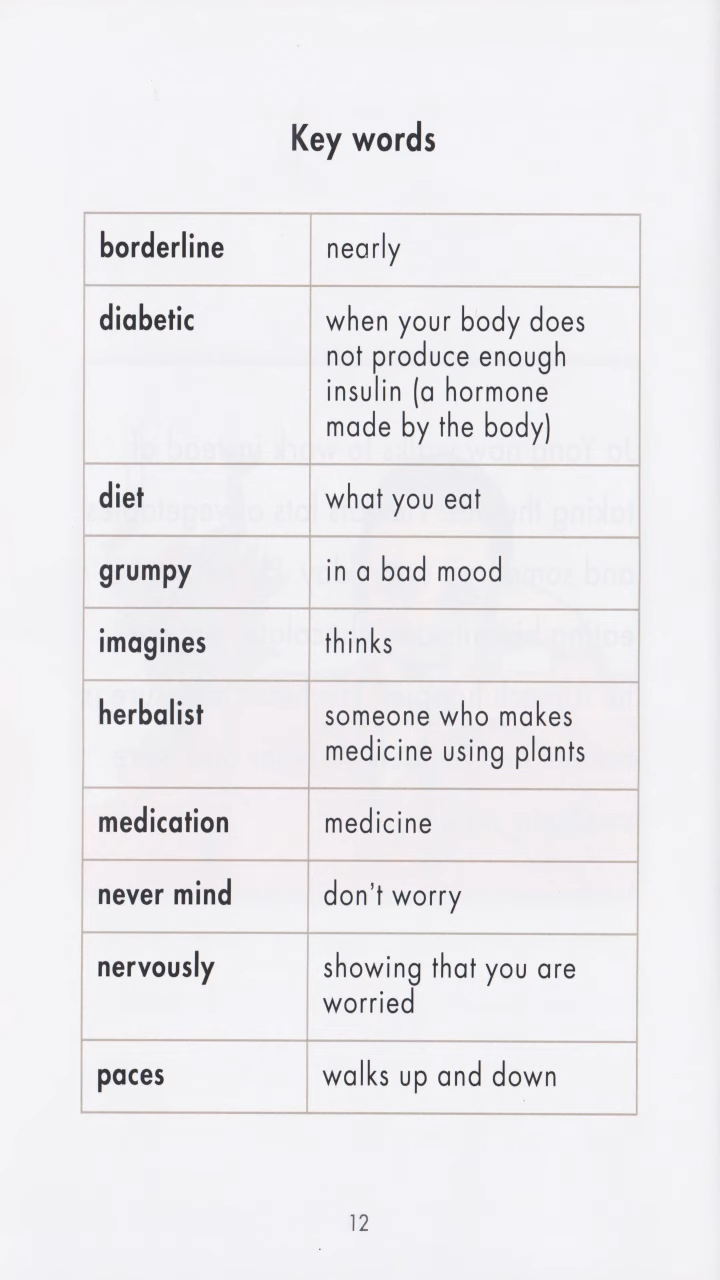 Key words
borderline nearly
diabetic when your body does
not produce enough
insulin (a hormone
made by the body)
diet what you eat
grumpy in a bad mood
imagines thinks
herbalist someone who makes
medicine using plants
medication medicine
never mind don't worry
nervously showing that you are
worried
paces walks up and down
12